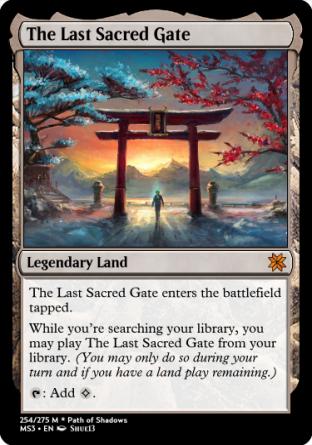 The Last Sacred Gate
Legendary Land
The Last Sacred Gate enters the battlefield
tapped.
While you're searching your library, you
may play The Last Sacred Gate from your
library. (You may only do so during your
turn and if you have a land play remaining.)
: Add .
254/275 M * Path of Shadows
MS3 • EN Shue13